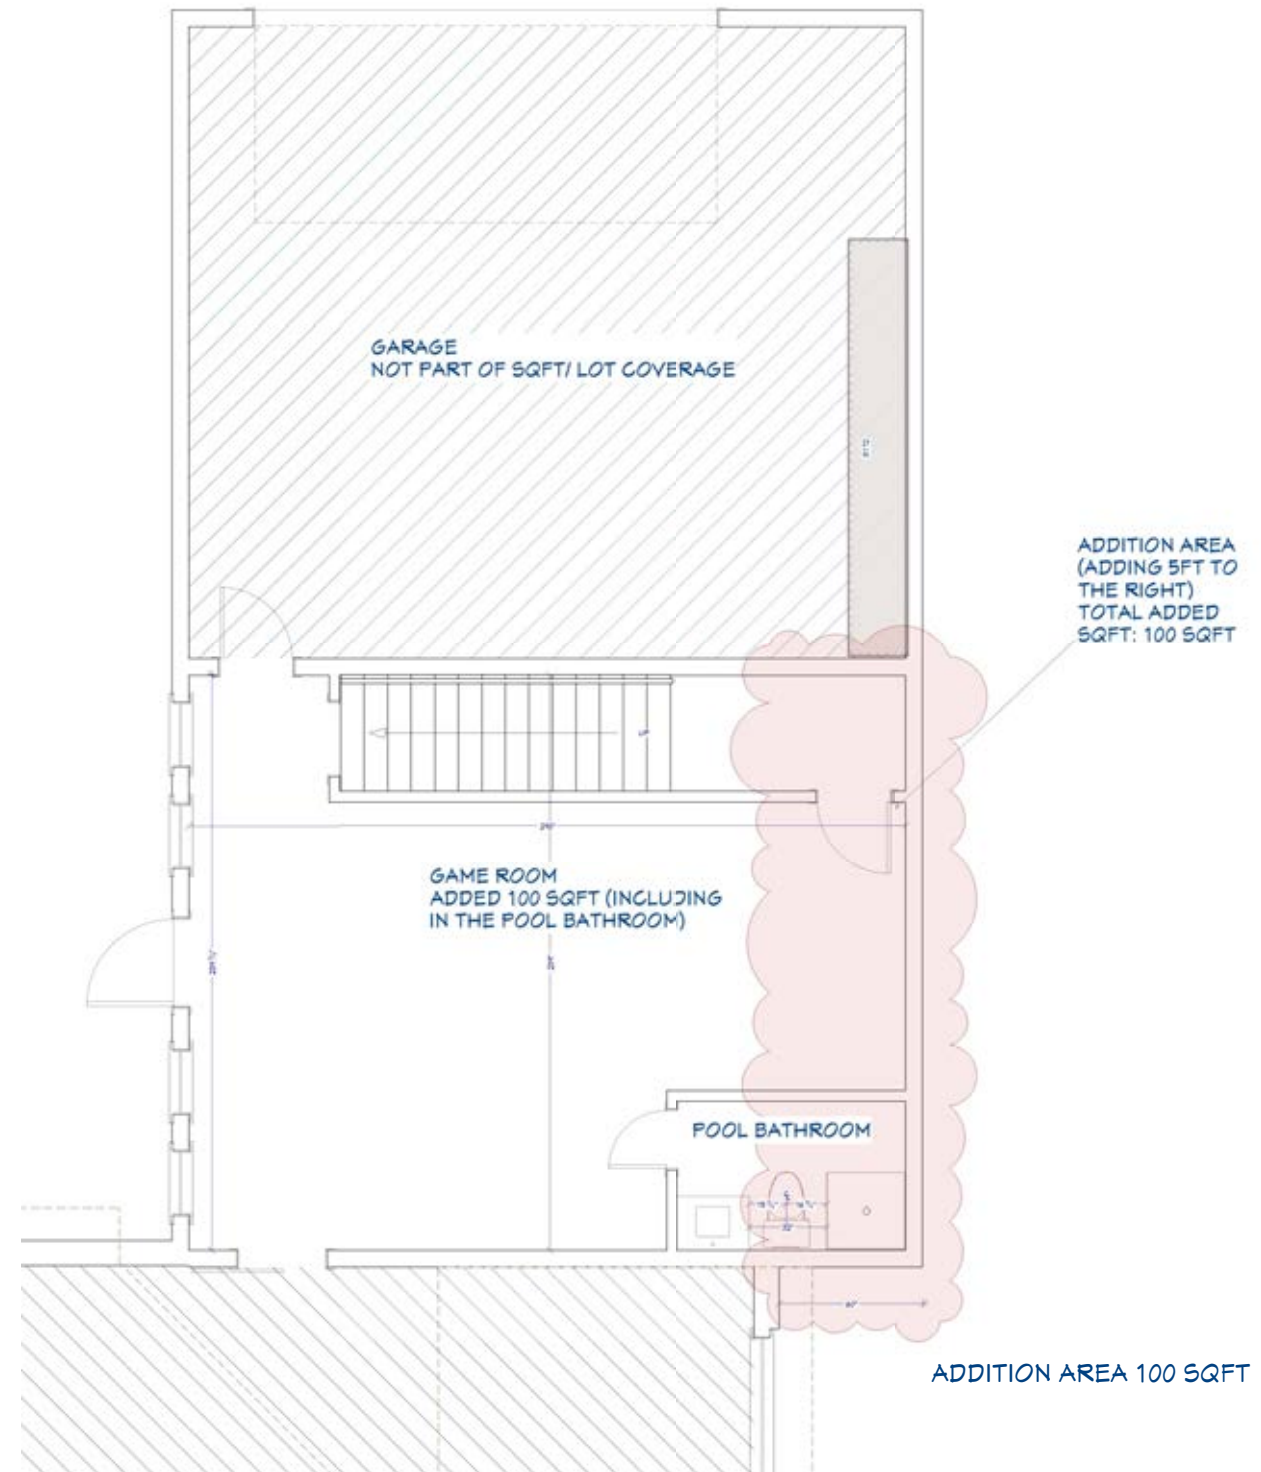 GARAGE
NOT PART OF SQFT/ LOT COVERAGE
ADDITION AREA
(ADDING 5FT TO
THE RIGHT)
TOTAL ADDED
SQFT: 100 SQFT
GAME ROOM
ADDED 100 SQFT (INCLUDING
IN THE POOL BATHROOM)
POOL BATHROOM
ADDITION AREA 100 SQFT